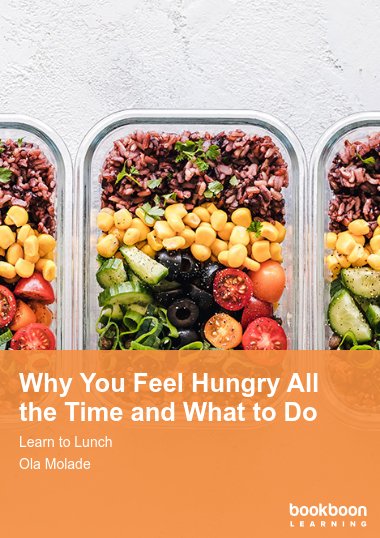 Why You Feel Hungry All
the Time and What to Do
Learn to Lunch
Ola Molade
bookboon
LEARNING